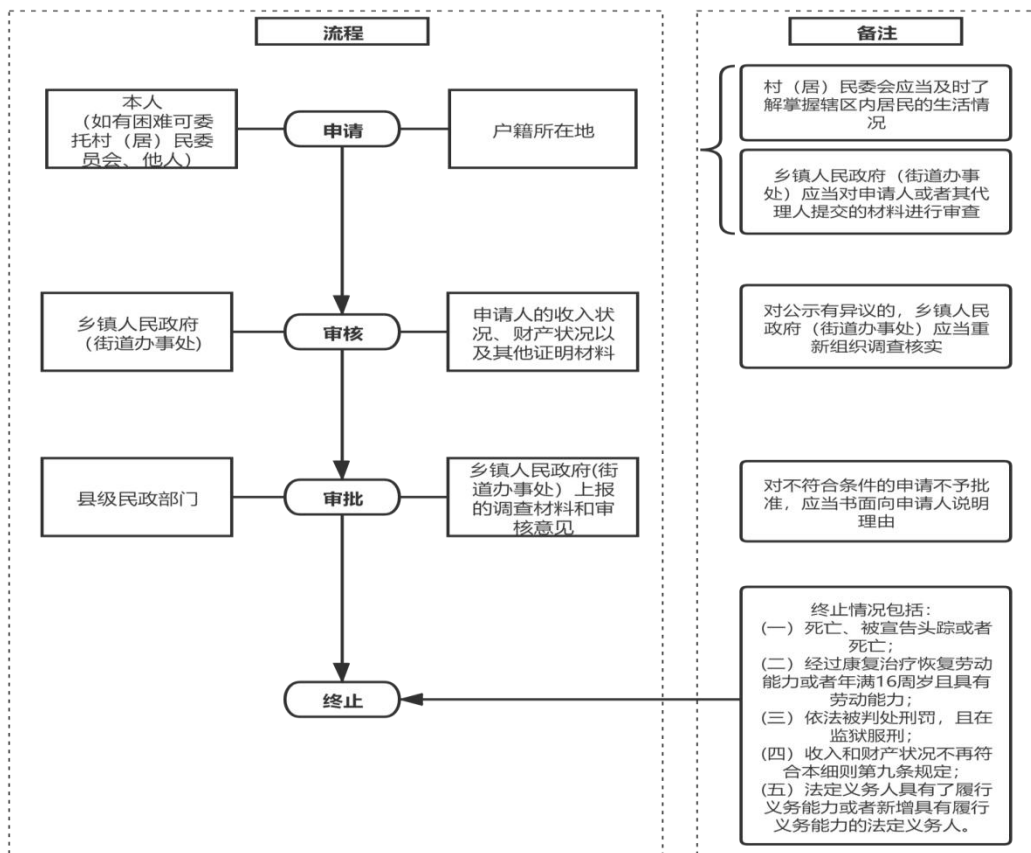 流程
备注
本人
（如有困难可委
托村（居）民委
员会、他人）
申请
户籍所在地
村（居）民委会应当及时了
解掌握辖区内居民的生活情
况
乡镇人民政府（街道办事
处）应当对申请人或者其代
理人提交的材料进行审查
乡镇人民政府
（街道办事处)
审核
申请人的收入状
况、财产状况以
及其他证明材料
对公示有异议的，乡镇人民
政府（街道办事处）应当重
新组织调查核实
县级民政部门
审批
乡镇人民政府(街
道办事处）上报
的调查材料和审
核意见
对不符合条件的申请不予批
准，应当书面向申请人说明
理由
终止
终止情况包括：
(一）死亡、被宣告头踪或者
死亡；
(二）经过康复治疗恢复劳动
能力或者年满16周岁且具有
劳动能力；
(三）依法被判处刑罚，且在
监狱服刑；
(四）收入和财产状况不再符
合本细则第九条规定；
(五）法定义务人具有了履行
义务能力或者新增具有履行
义务能力的法定义务人。